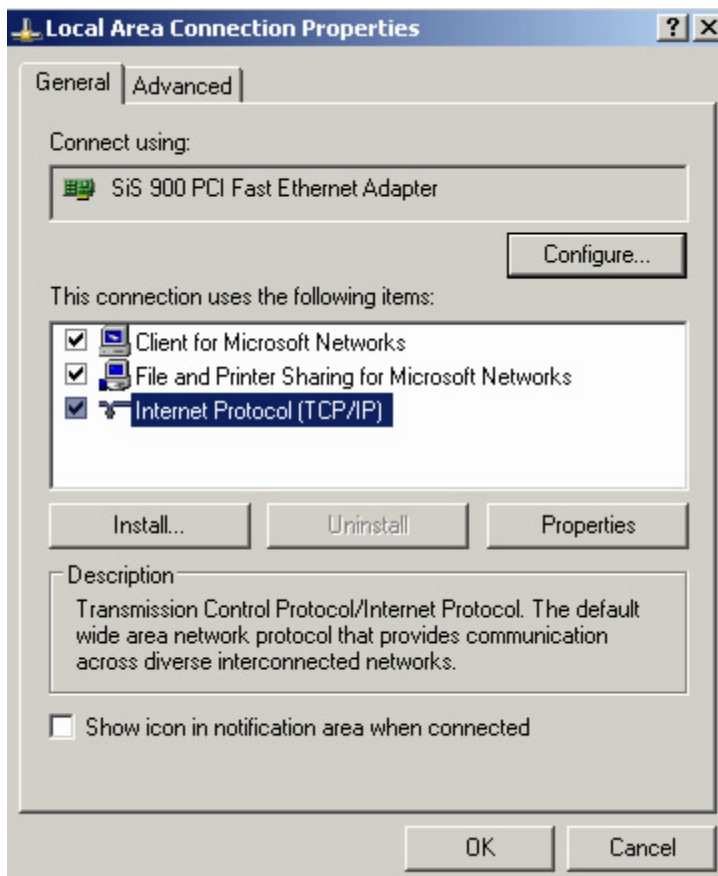 Local Area Connection Properties
General
Advanced
Connect using:
SiS 900 PCI Fast Ethernet Adapter
Configure...
This connection uses the following items:
Client for Microsoft Networks
File and Printer Sharing for Microsoft Networks
Internet Protocol (TCP/IP)
Install...
Uninstall
Properties
Description
Transmission Control Protocol/Internet Protocol. The default
wide area network protocol that provides communication
across diverse interconnected networks.
Show icon in notification area when connected
OK
Cancel